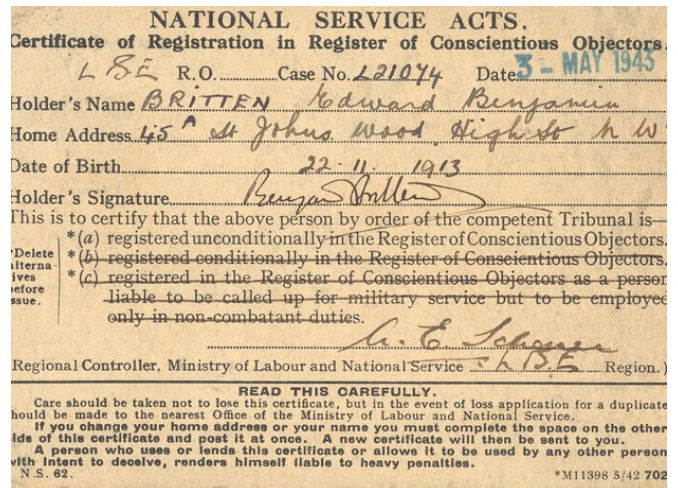 NATIONAL SERVICE ACTS.
Certificate of Registration in Register of Conscientious Objectors.
L & SE R.O. Case No. L21074 Date 3 - MAY 1943
Holder's Name BRITTEN Edward Benjamin
Home Address 45A St Johns Wood High St N W
Date of Birth 22.11.1913
Holder's Signature Benjamin Britten
This is to certify that the above person by order of the competent Tribunal is—
*(a) registered unconditionally in the Register of Conscientious Objectors.
*(b) registered conditionally in the Register of Conscientious Objectors.
*(c) registered in the Register of Conscientious Objectors as a person
liable to be called up for military service but to be employed
only in non-combatant duties.
*Delete
alterna-
ives
before
ssue.
(Regional Controller, Ministry of Labour and National Service Region.)
READ THIS CAREFULLY.
Care should be taken not to lose this certificate, but in the event of loss application for a duplicate
hould be made to the nearest Office of the Ministry of Labour and National Service.
If you change your home address or your name you must complete the space on the other
ide of this certificate and post it at once. A new certificate will then be sent to you.
A person who uses or lends this certificate or allows it to be used by any other person
with intent to deceive, renders himself liable to heavy penalties.
N.S. 62. *M11398 5/42 702